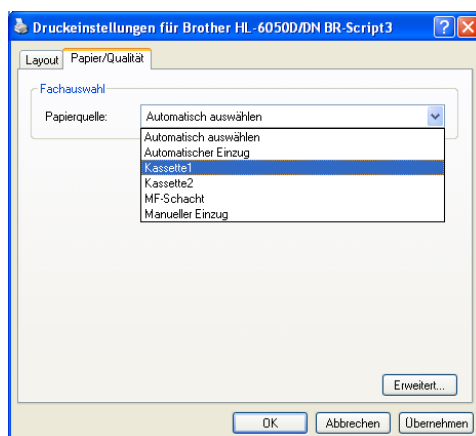 Druckeinstellungen für Brother HL-6050D/DN BR-Script3
Layout Papier/Qualität
Fachauswahl
Papierquelle: Automatisch auswählen
Automatisch auswählen
Automatischer Einzug
Kassette1
Kassette2
MF-Schacht
Manueller Einzug
Erweitert...
OK Abbrechen Übernehmen